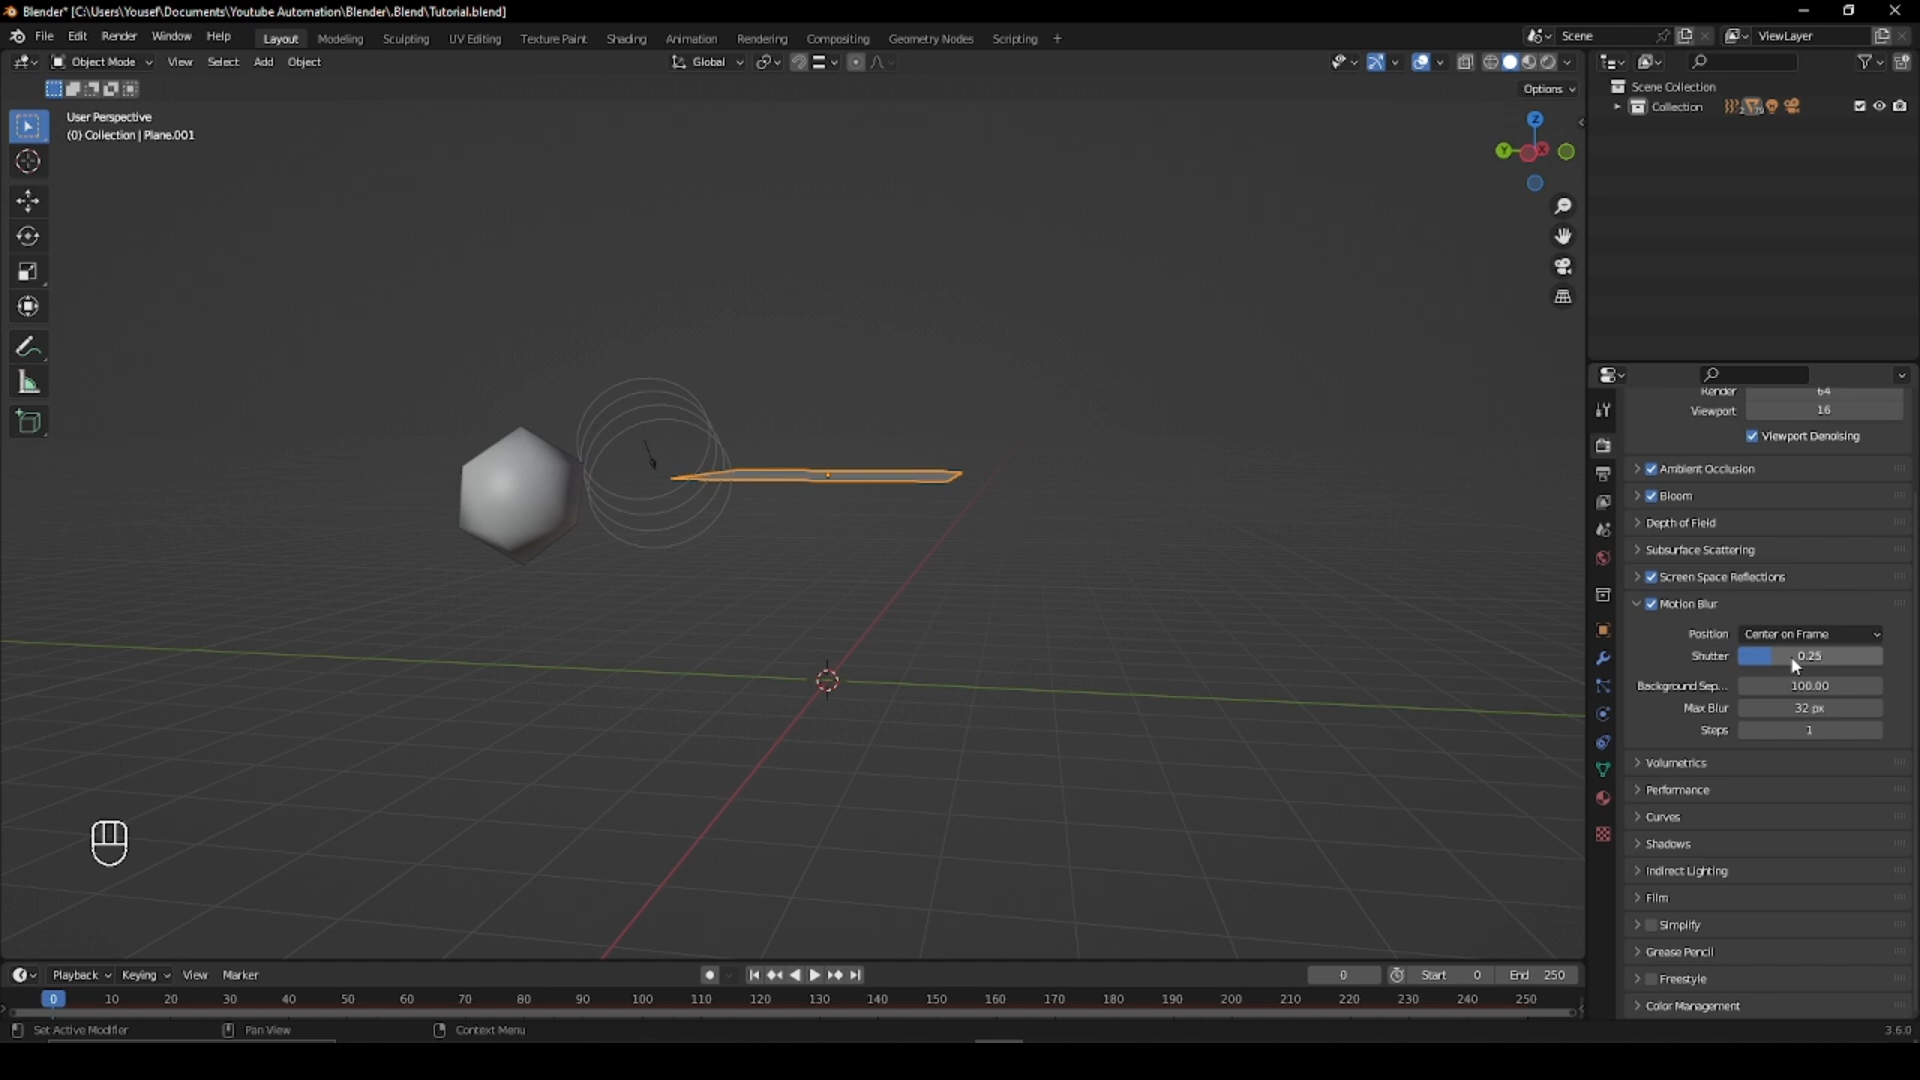 Blender* [C:\Users\Yousef\Documents\Youtube Automation\Blender\.Blend\Tutorial.blend]
File Edit Render Window Help Layout Modeling Sculpting UV Editing Texture Paint Shading Animation Rendering Compositing Geometry Nodes Scripting + Scene ViewLayer
Object Mode View Select Add Object Global
Options
User Perspective
(0) Collection | Plane.001
Z
Y
X
Scene Collection
Collection
Render 64
Viewport 16
Viewport Denoising
Ambient Occlusion
Bloom
Depth of Field
Subsurface Scattering
Screen Space Reflections
Motion Blur
Position Center on Frame
Shutter 0.25
Background Sep... 100.00
Max Blur 32 px
Steps 1
Volumetrics
Performance
Curves
Shadows
Indirect Lighting
Film
Simplify
Grease Pencil
Freestyle
Color Management
Playback Keying View Marker 0 Start 0 End 250
0 10 20 30 40 50 60 70 80 90 100 110 120 130 140 150 160 170 180 190 200 210 220 230 240 250
Set Active Modifier Pan View Context Menu 3.6.0